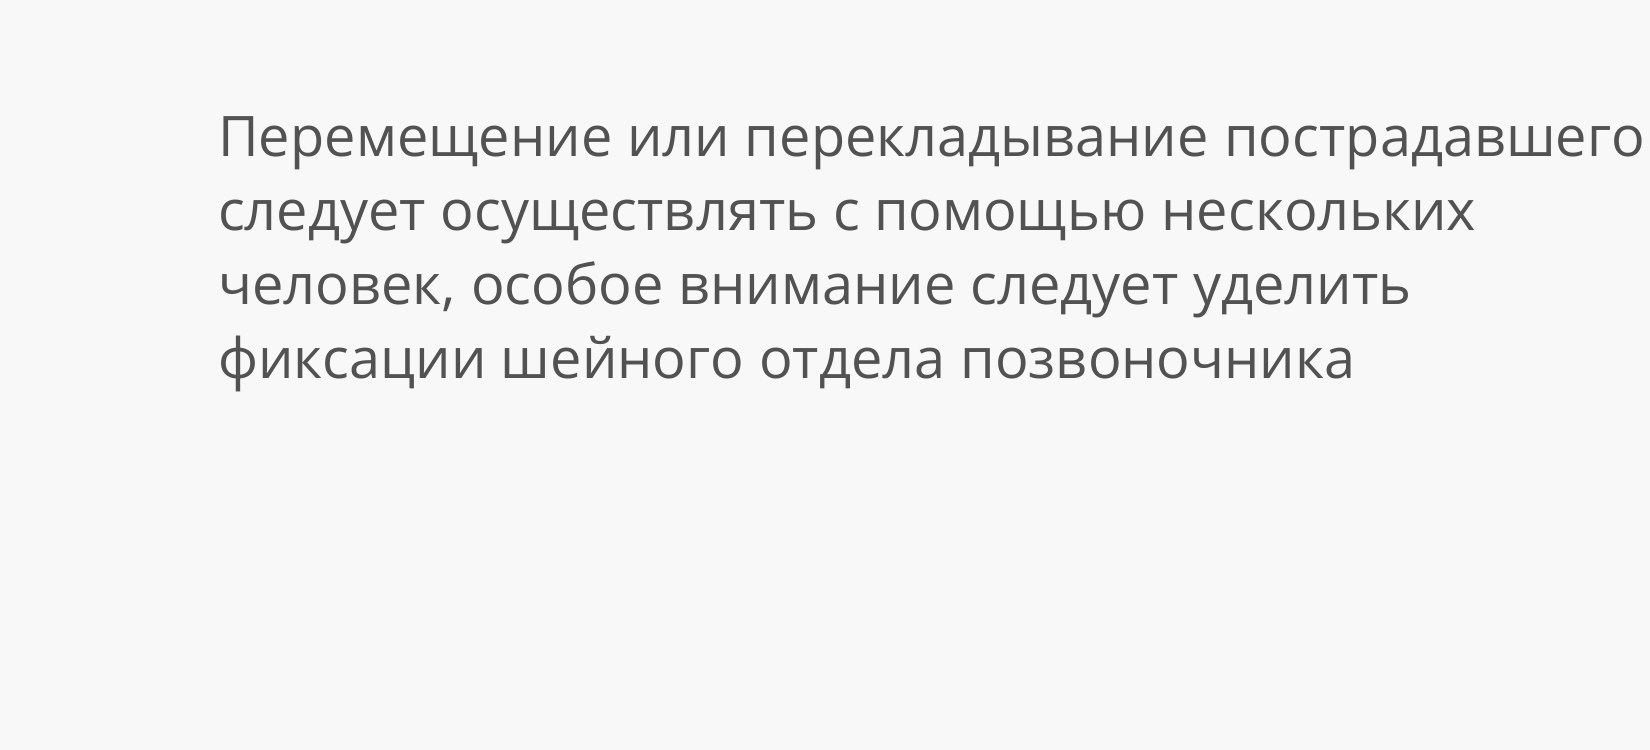 Перемещение или перекладывание пострадавшего
следует осуществлять с помощью нескольких
человек, особое внимание следует уделить
фиксации шейного отдела позвоночника